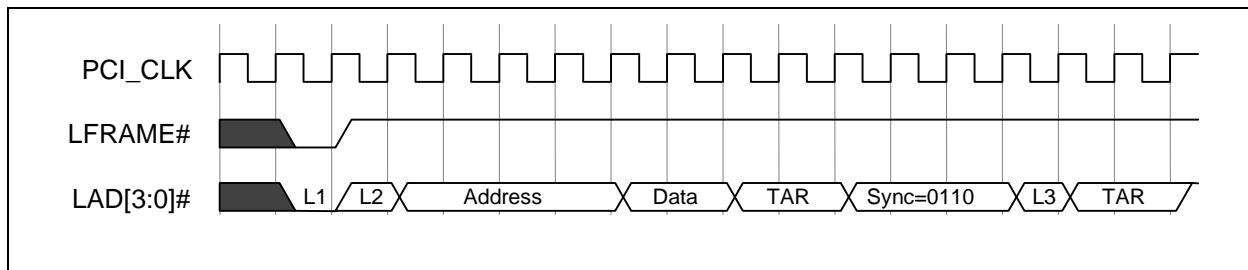 PCI_CLK
LFRAME#
LAD[3:0]# L1 L2 Address Data TAR Sync=0110 L3 TAR